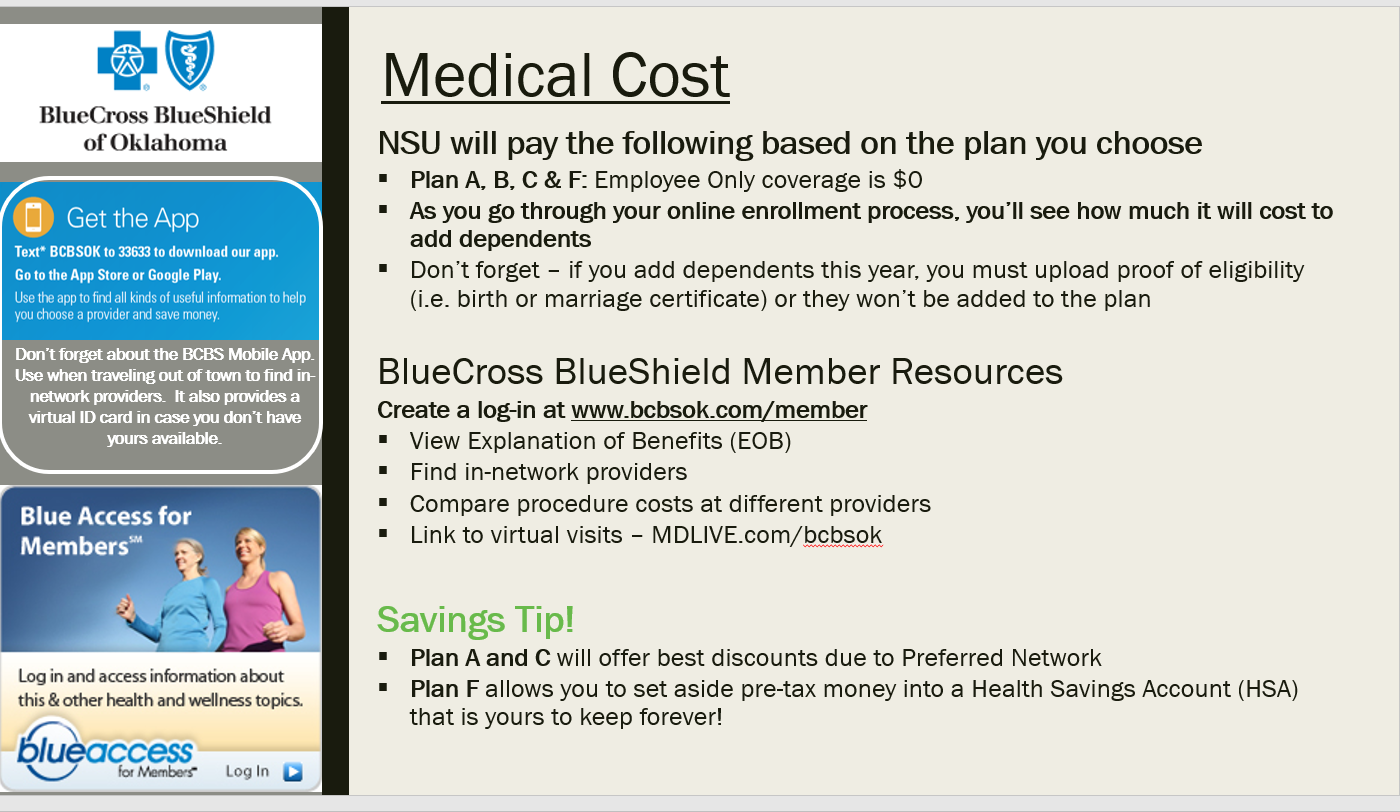 BlueCross BlueShield
of Oklahoma
Get the App
Text* BCBSOK to 33633 to download our app.
Go to the App Store or Google Play.
Use the app to find all kinds of useful information to help
you choose a provider and save money.
Don't forget about the BCBS Mobile App.
Use when traveling out of town to find in-
network providers.  It also provides a
virtual ID card in case you don't have
yours available.
Blue Access for
Members℠
Log in and access information about
this & other health and wellness topics.
blueaccess
for Members℠
Log In
Medical Cost
NSU will pay the following based on the plan you choose
▪ Plan A, B, C & F: Employee Only coverage is $0
▪ As you go through your online enrollment process, you'll see how much it will cost to
add dependents
▪ Don't forget – if you add dependents this year, you must upload proof of eligibility
(i.e. birth or marriage certificate) or they won't be added to the plan
BlueCross BlueShield Member Resources
Create a log-in at www.bcbsok.com/member
▪ View Explanation of Benefits (EOB)
▪ Find in-network providers
▪ Compare procedure costs at different providers
▪ Link to virtual visits – MDLIVE.com/bcbsok
Savings Tip!
▪ Plan A and C will offer best discounts due to Preferred Network
▪ Plan F allows you to set aside pre-tax money into a Health Savings Account (HSA)
that is yours to keep forever!